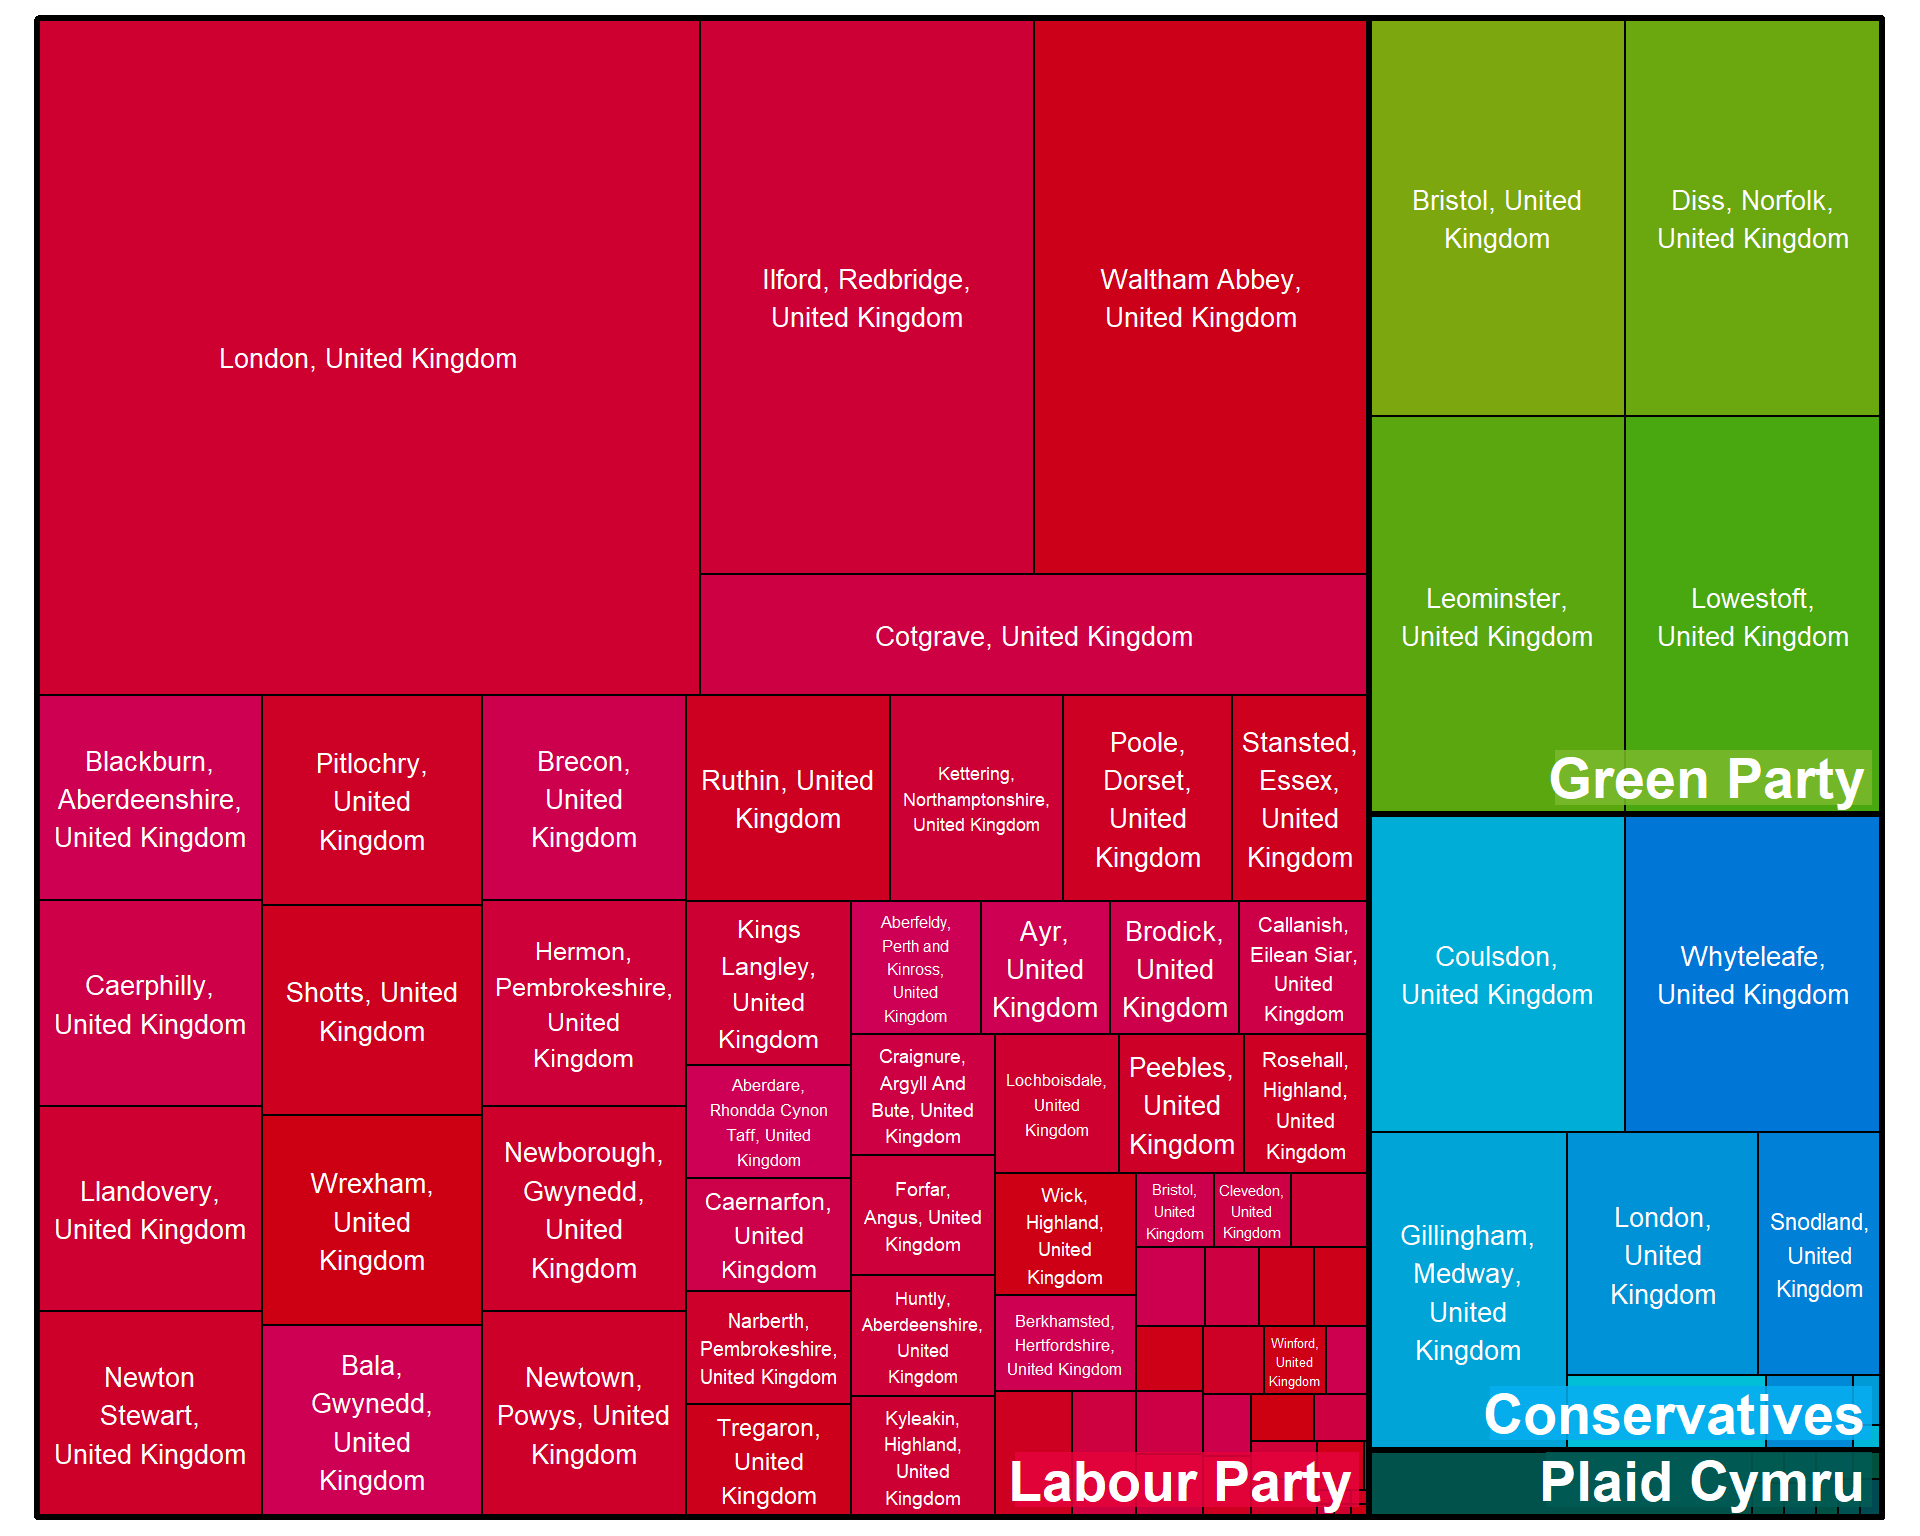 London, United Kingdom
Ilford, Redbridge,
United Kingdom
Waltham Abbey,
United Kingdom
Cotgrave, United Kingdom
Bristol, United
Kingdom
Diss, Norfolk,
United Kingdom
Leominster,
United Kingdom
Lowestoft,
United Kingdom
Green Party
Blackburn,
Aberdeenshire,
United Kingdom
Pitlochry,
United
Kingdom
Brecon,
United
Kingdom
Ruthin, United
Kingdom
Kettering,
Northamptonshire,
United Kingdom
Poole,
Dorset,
United
Kingdom
Stansted,
Essex,
United
Kingdom
Caerphilly,
United Kingdom
Shotts, United
Kingdom
Hermon,
Pembrokeshire,
United
Kingdom
Kings
Langley,
United
Kingdom
Aberfeldy,
Perth and
Kinross,
United
Kingdom
Ayr,
United
Kingdom
Brodick,
United
Kingdom
Callanish,
Eilean Siar,
United
Kingdom
Aberdare,
Rhondda Cynon
Taff, United
Kingdom
Craignure,
Argyll And
Bute, United
Kingdom
Lochboisdale,
United
Kingdom
Peebles,
United
Kingdom
Rosehall,
Highland,
United
Kingdom
Llandovery,
United Kingdom
Wrexham,
United
Kingdom
Newborough,
Gwynedd,
United
Kingdom
Caernarfon,
United
Kingdom
Forfar,
Angus, United
Kingdom
Wick,
Highland,
United
Kingdom
Bristol,
United
Kingdom
Clevedon,
United
Kingdom
Newton
Stewart,
United Kingdom
Bala,
Gwynedd,
United
Kingdom
Newtown,
Powys, United
Kingdom
Narberth,
Pembrokeshire,
United Kingdom
Huntly,
Aberdeenshire,
United
Kingdom
Berkhamsted,
Hertfordshire,
United Kingdom
Winford,
United
Kingdom
Tregaron,
United
Kingdom
Kyleakin,
Highland,
United
Kingdom
Labour Party
Coulsdon,
United Kingdom
Whyteleafe,
United Kingdom
Gillingham,
Medway,
United
Kingdom
London,
United
Kingdom
Snodland,
United
Kingdom
Conservatives
Plaid Cymru